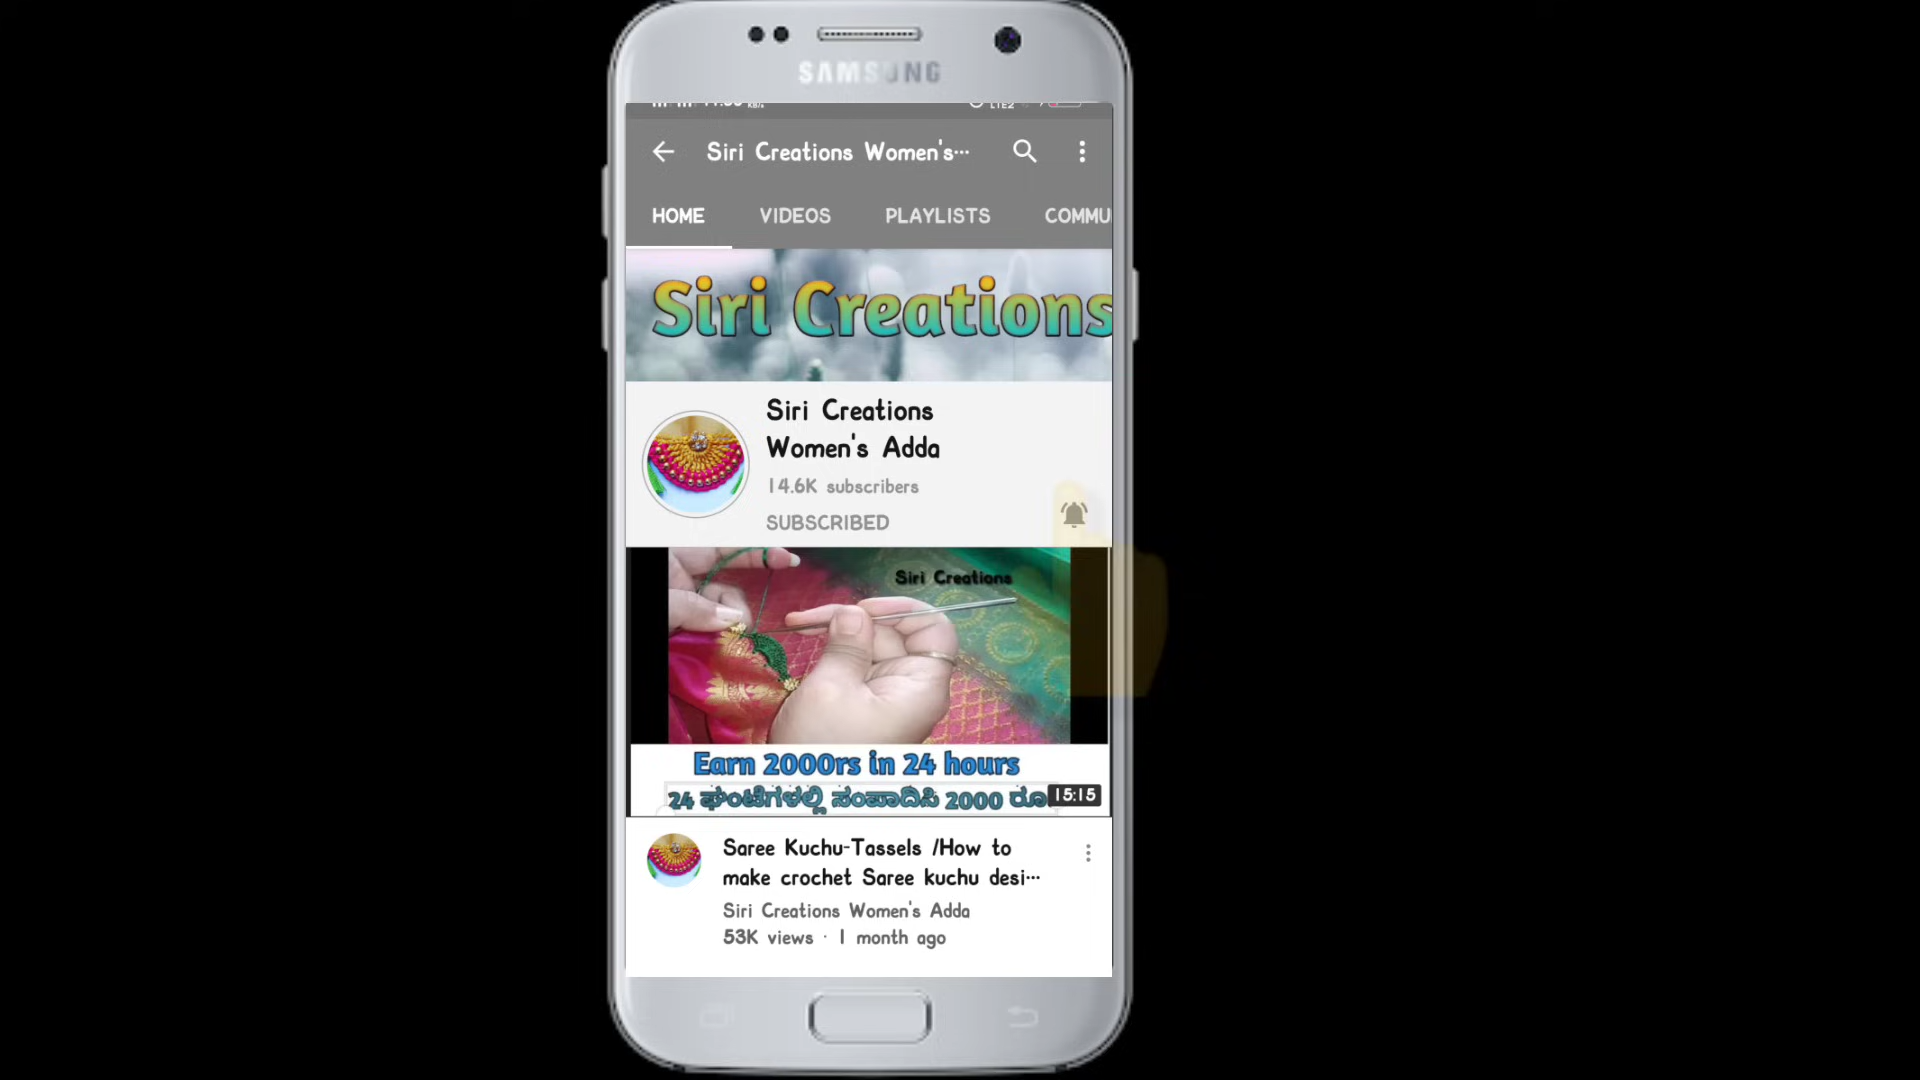 SAMSUNG
LTE2
Siri Creations Women's...
HOME VIDEOS PLAYLISTS COMMU
Siri Creations
Siri Creations
Women's Adda
14.6K subscribers
SUBSCRIBED
Siri Creations
Earn 2000rs in 24 hours
24 ಘಂಟೆಗಳಲ್ಲಿ ಸಂಪಾದಿಸಿ 2000 ರೂ
15:15
Saree Kuchu-Tassels /How to
make crochet Saree kuchu desi...
Siri Creations Women's Adda
53K views · 1 month ago